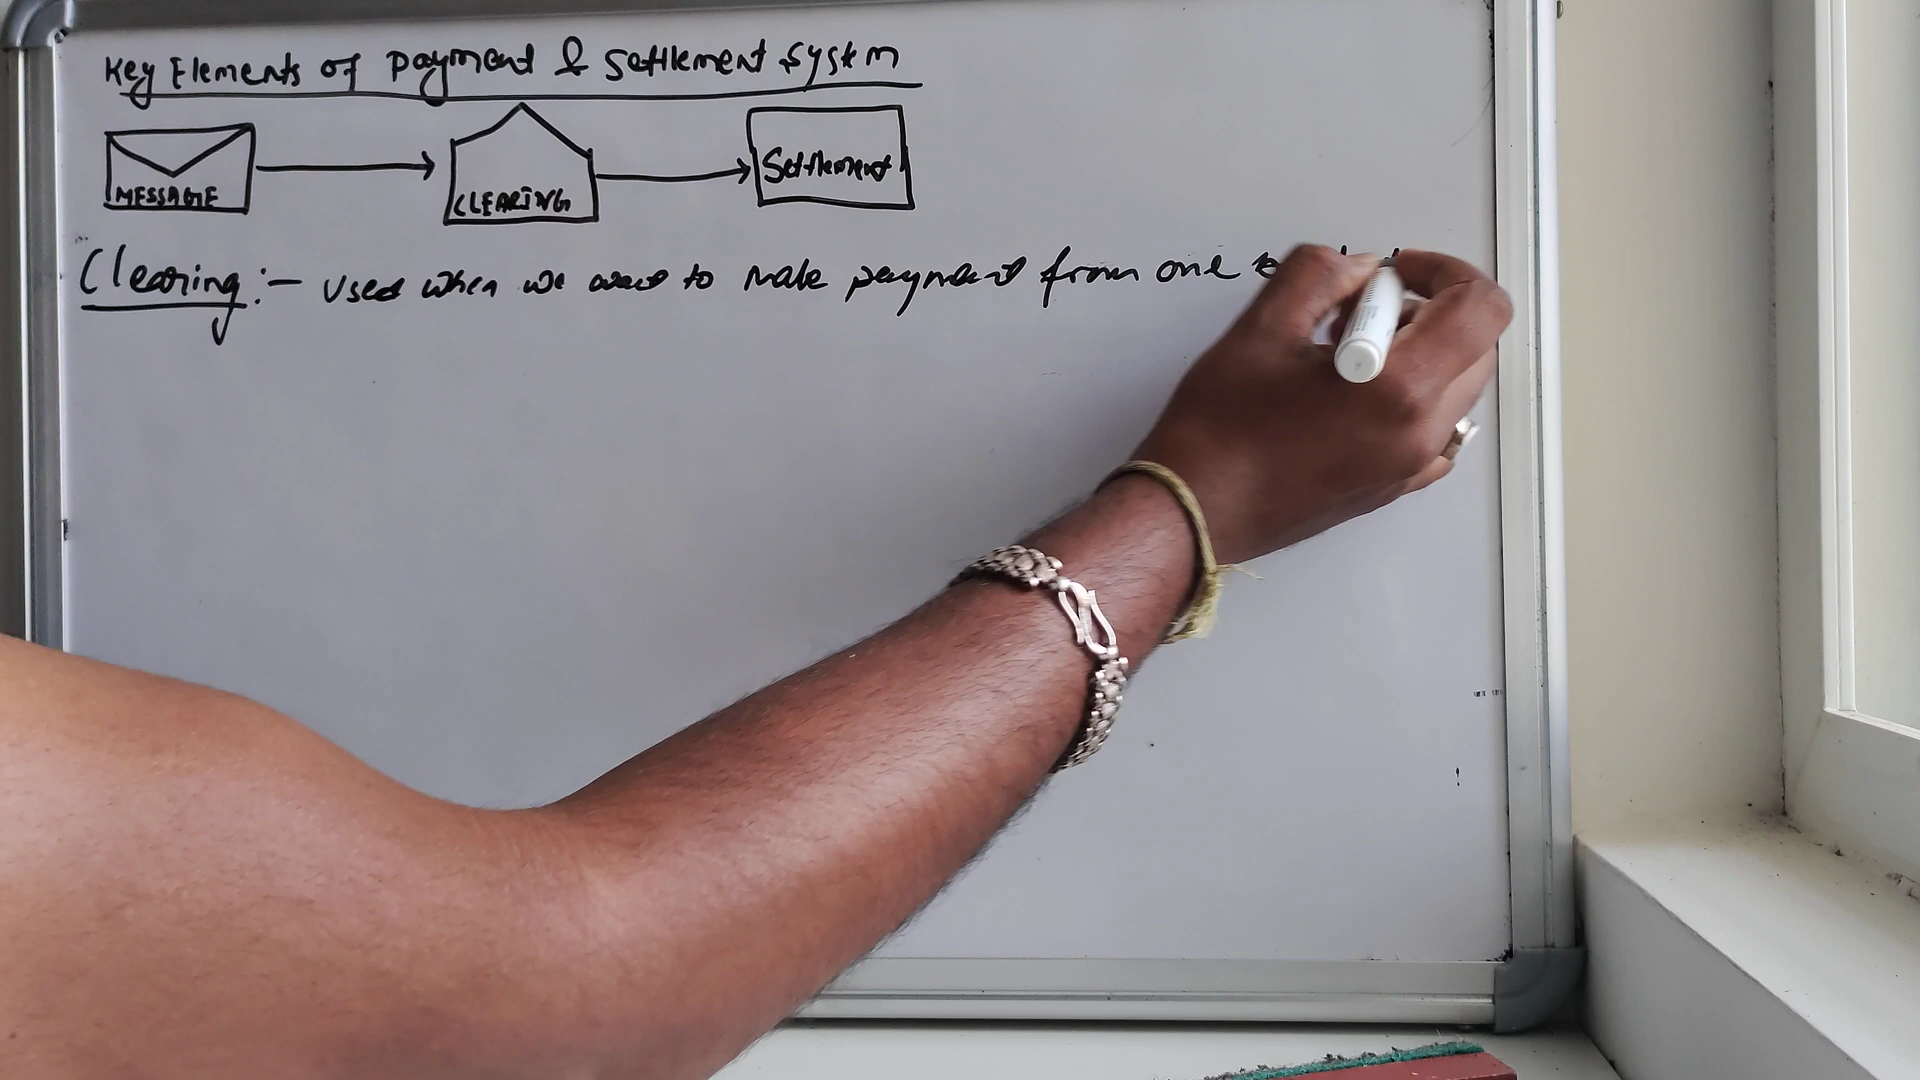 Key Elements of Payment & Settlement System
MESSAGE
CLEARING
Settlement
Clearing :- Used when we want to make payment from one